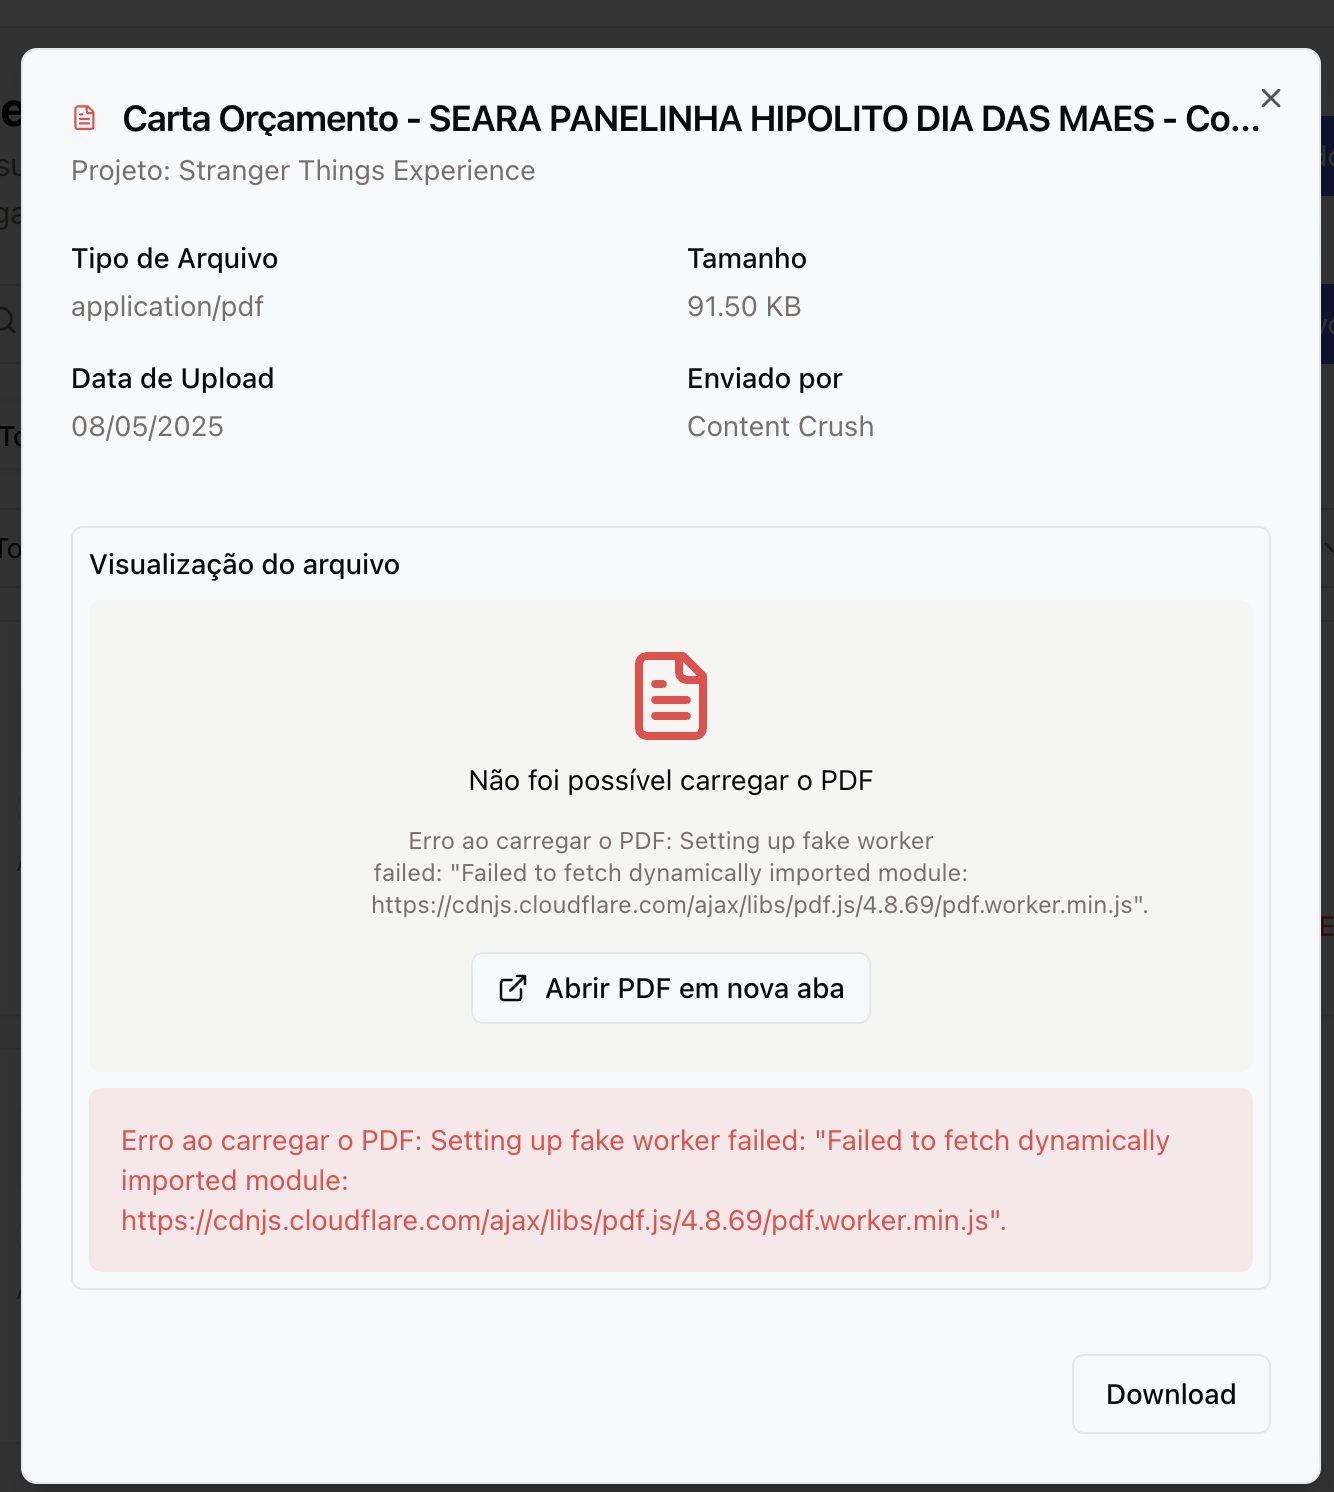 Carta Orçamento - SEARA PANELINHA HIPOLITO DIA DAS MAES - Co...
Projeto: Stranger Things Experience
Tipo de Arquivo
Tamanho
application/pdf
91.50 KB
Data de Upload
Enviado por
08/05/2025
Content Crush
Visualização do arquivo
Não foi possível carregar o PDF
Erro ao carregar o PDF: Setting up fake worker
failed: "Failed to fetch dynamically imported module:
https://cdnjs.cloudflare.com/ajax/libs/pdf.js/4.8.69/pdf.worker.min.js".
Abrir PDF em nova aba
Erro ao carregar o PDF: Setting up fake worker failed: "Failed to fetch dynamically
imported module:
https://cdnjs.cloudflare.com/ajax/libs/pdf.js/4.8.69/pdf.worker.min.js".
Download